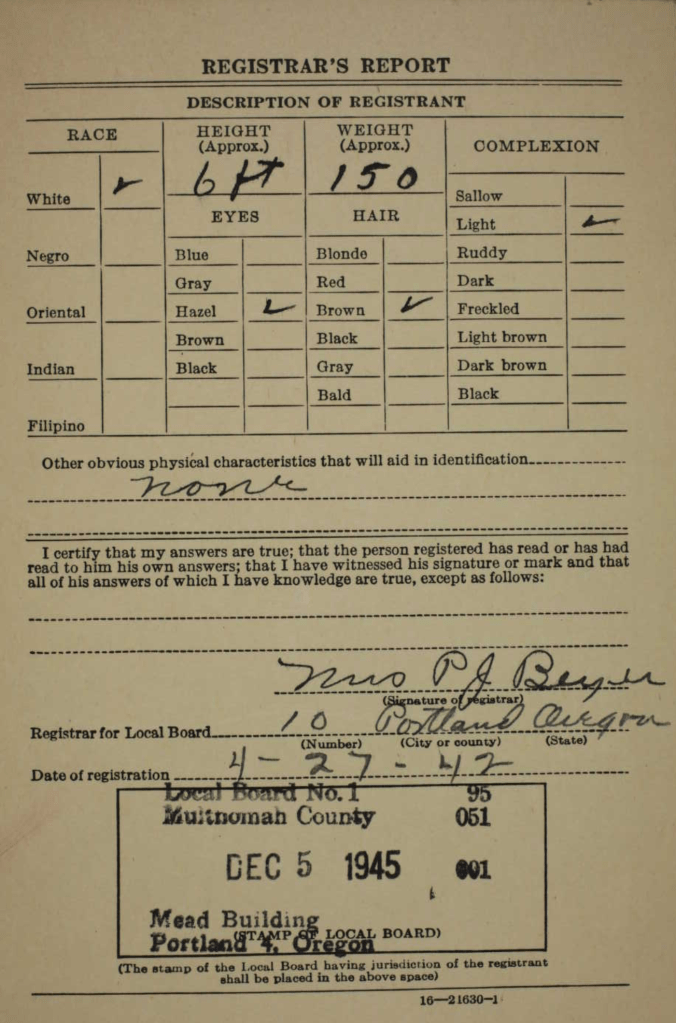 REGISTRAR'S REPORT
DESCRIPTION OF REGISTRANT
RACE
HEIGHT
(Approx.)
WEIGHT
(Approx.)
COMPLEXION
6 ft
150
White ✓
Sallow
EYES
HAIR
Light ✓
Negro
Blue
Blonde
Ruddy
Gray
Red
Dark
Oriental
Hazel ✓
Brown ✓
Freckled
Brown
Black
Light brown
Indian
Black
Gray
Dark brown
Bald
Black
Filipino
Other obvious physical characteristics that will aid in identification
none
I certify that my answers are true; that the person registered has read or has had
read to him his own answers; that I have witnessed his signature or mark and that
all of his answers of which I have knowledge are true, except as follows:
Mrs P J Beyer
(Signature of registrar)
Registrar for Local Board 10 Portland Oregon
(Number) (City or county) (State)
Date of registration 4-27-42
Local Board No. 1 95
Multnomah County 051
DEC 5 1945 001
Mead Building
(STAMP OF LOCAL BOARD)
Portland 4, Oregon
(The stamp of the Local Board having jurisdiction of the registrant
shall be placed in the above space)
16—21630-1